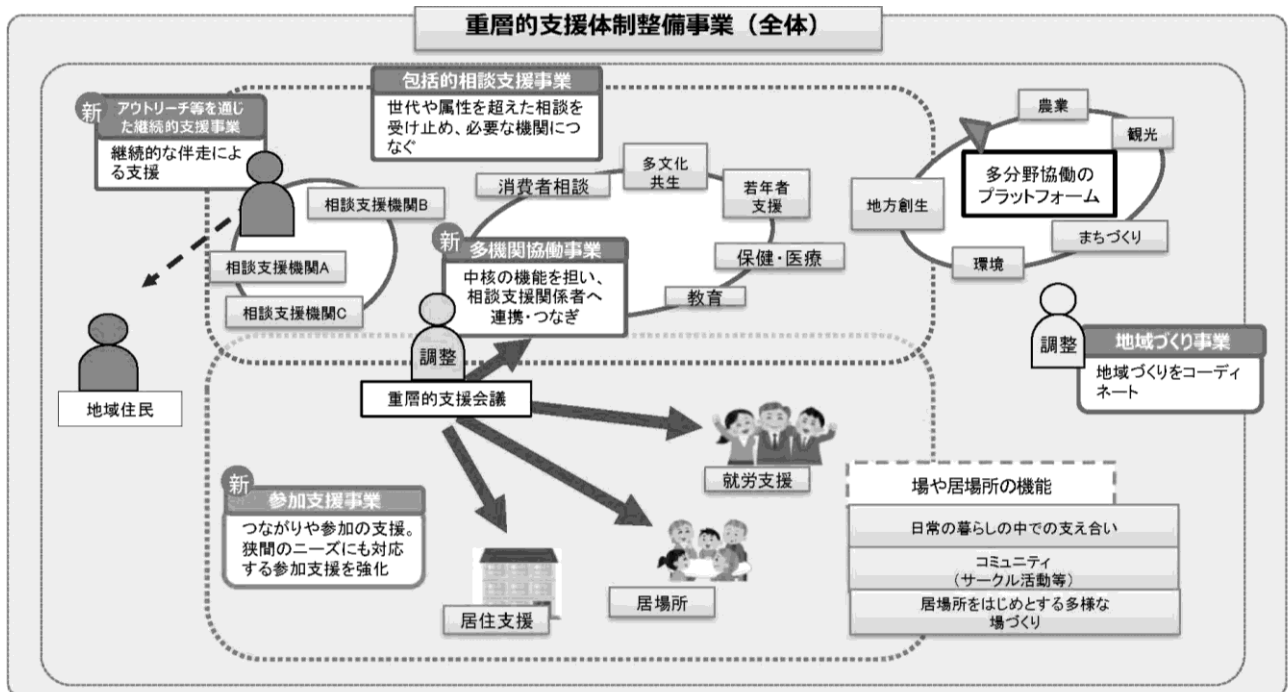 重層的支援体制整備事業（全体）
新
アウトリーチ等を通じ
た継続的支援事業
継続的な伴走によ
る支援
包括的相談支援事業
世代や属性を超えた相談を
受け止め、必要な機関につ
なぐ
相談支援機関B
相談支援機関A
相談支援機関C
地域住民
消費者相談
多文化
共生
若年者
支援
保健・医療
教育
新
多機関協働事業
中核の機能を担い、
相談支援関係者へ
連携・つなぎ
調整
重層的支援会議
農業
観光
多分野協働の
プラットフォーム
地方創生
まちづくり
環境
調整
地域づくり事業
地域づくりをコーディ
ネート
新
参加支援事業
つながりや参加の支援。
狭間のニーズにも対応
する参加支援を強化
就労支援
居場所
居住支援
場や居場所の機能
日常の暮らしの中での支え合い
コミュニティ
（サークル活動等）
居場所をはじめとする多様な
場づくり